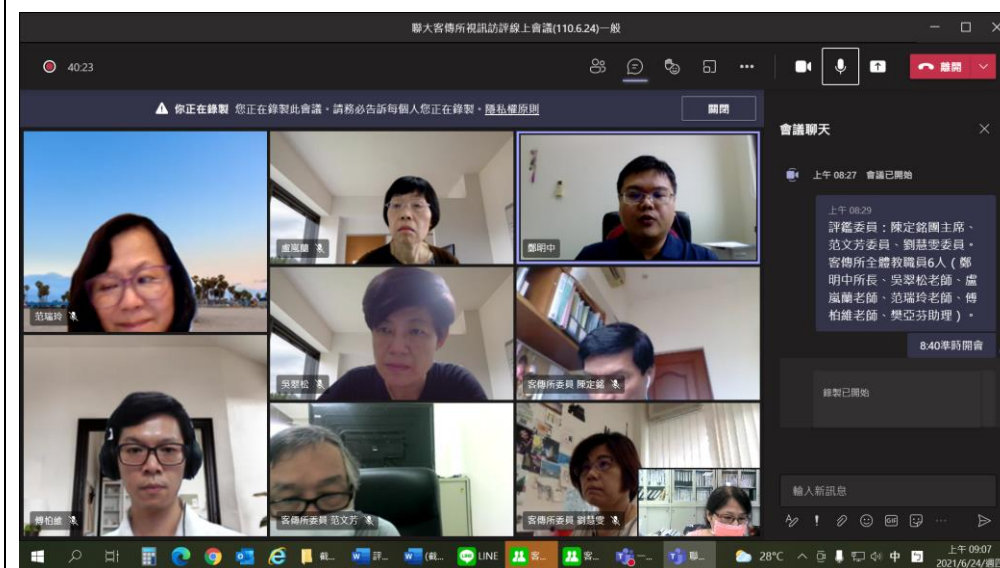 聯大客傳所視訊訪評線上會議(110.6.24)一般
40:23
離開
你正在錄製 您正在錄製此會議。請務必告訴每個人您正在錄製。隱私權原則
關閉
會議聊天
上午 08:27 會議已開始
上午 08:29
評鑑委員：陳定銘團主席、
范文芳委員、劉慧雯委員。
客傳所全體教職員6人（鄭
明中所長、吳翠松老師、盧
嵐蘭老師、范瑞玲老師、傅
柏維老師、樊亞芬助理）。
8:40準時開會
錄製已開始
輸入新訊息
GIF
范瑞玲
盧嵐蘭
鄭明中
吳翠松
客傳所委員 陳定銘
傅柏維
客傳所委員 范文芳
客傳所委員 劉慧雯
截...
評...
(截...
LINE
客...
客...
一...
聯...
28°C
中
上午 09:07
2021/6/24/週